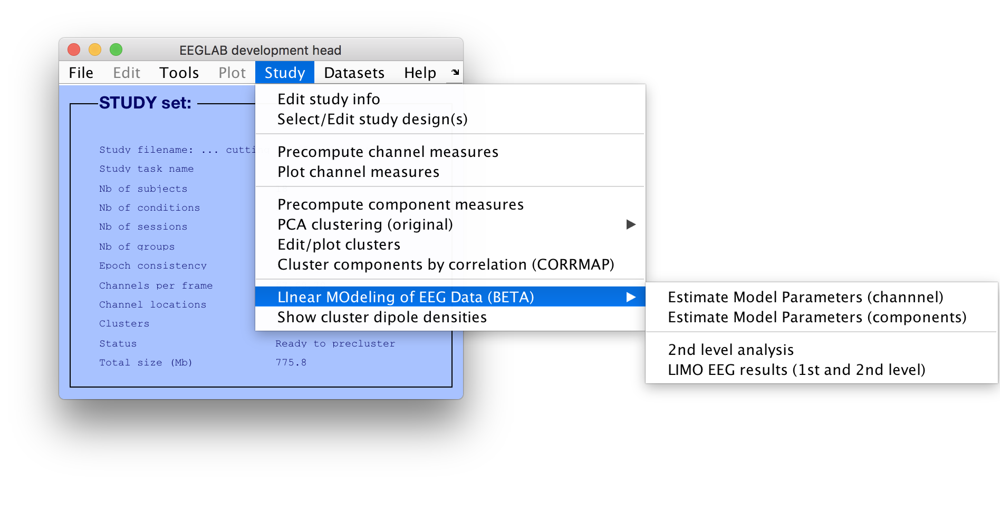 EEGLAB development head
File Edit Tools Plot Study Datasets Help
STUDY set:
Edit study info
Select/Edit study design(s)
Study filename: ... cutti
Precompute channel measures
Study task name
Plot channel measures
Nb of subjects
Nb of conditions
Precompute component measures
Nb of sessions
PCA clustering (original)
Nb of groups
Edit/plot clusters
Epoch consistency
Cluster components by correlation (CORRMAP)
Channels per frame
LInear MOdeling of EEG Data (BETA)
Estimate Model Parameters (channnel)
Channel locations
Show cluster dipole densities
Estimate Model Parameters (components)
Clusters
Status Ready to precluster
2nd level analysis
Total size (Mb) 775.8
LIMO EEG results (1st and 2nd level)